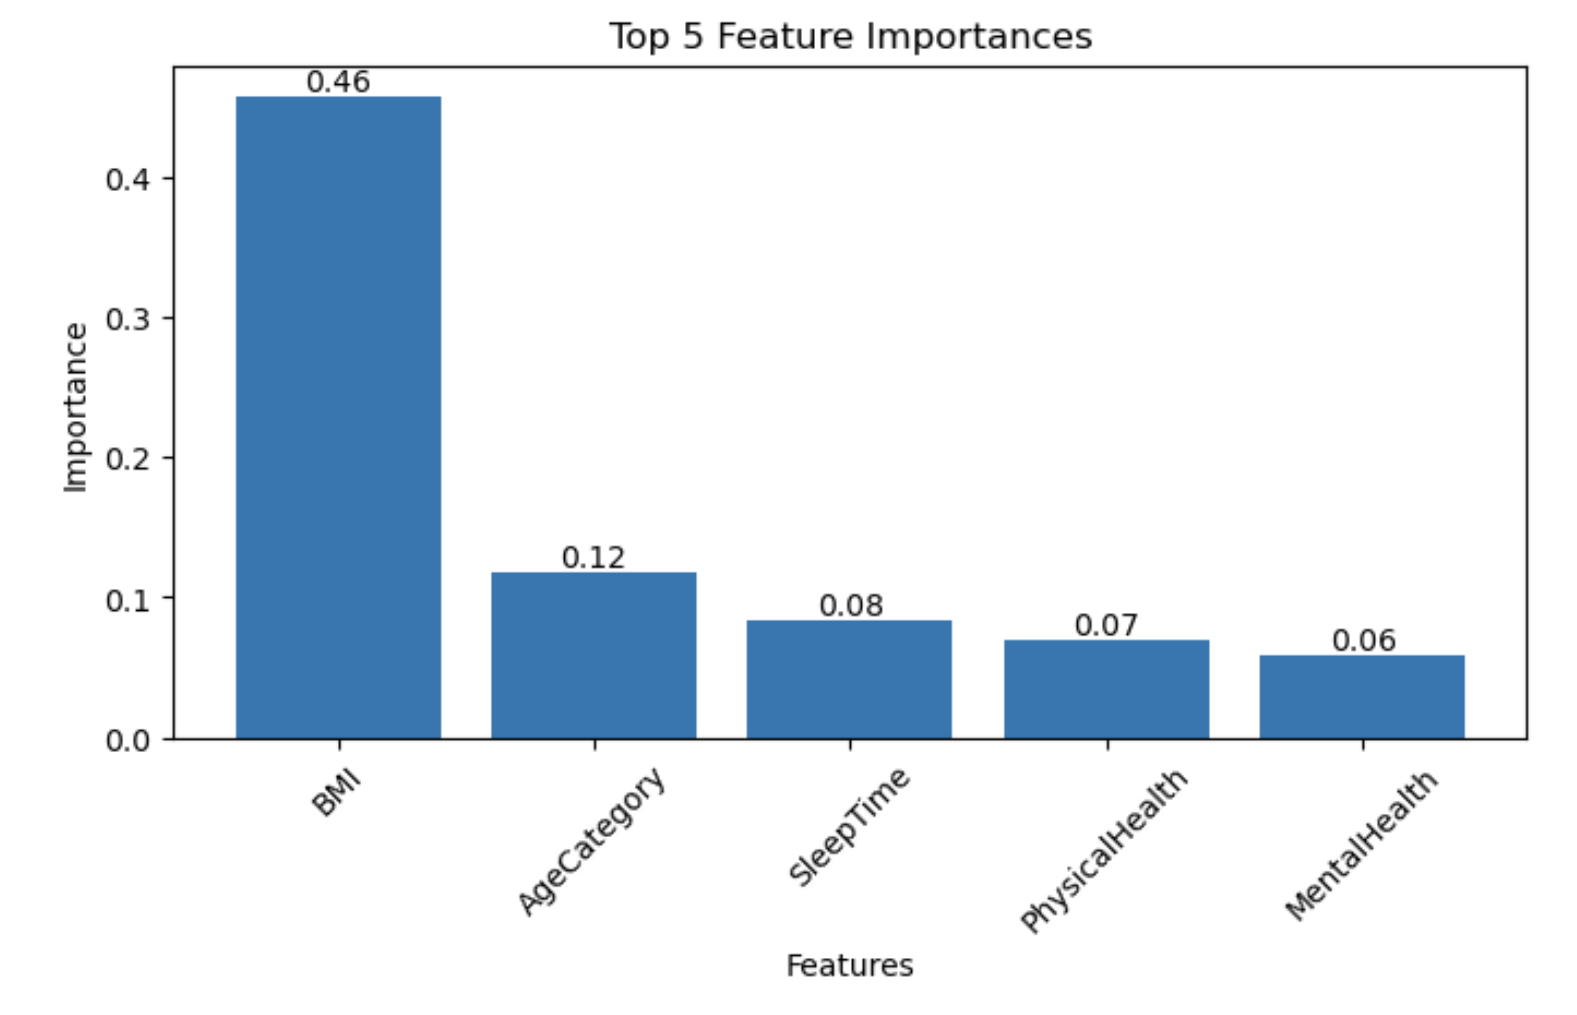 Top 5 Feature Importances
0.46
0.4
0.3
0.2
0.12
0.1
0.08
0.07
0.06
0.0
Importance
BMI
AgeCategory
SleepTime
PhysicalHealth
MentalHealth
Features